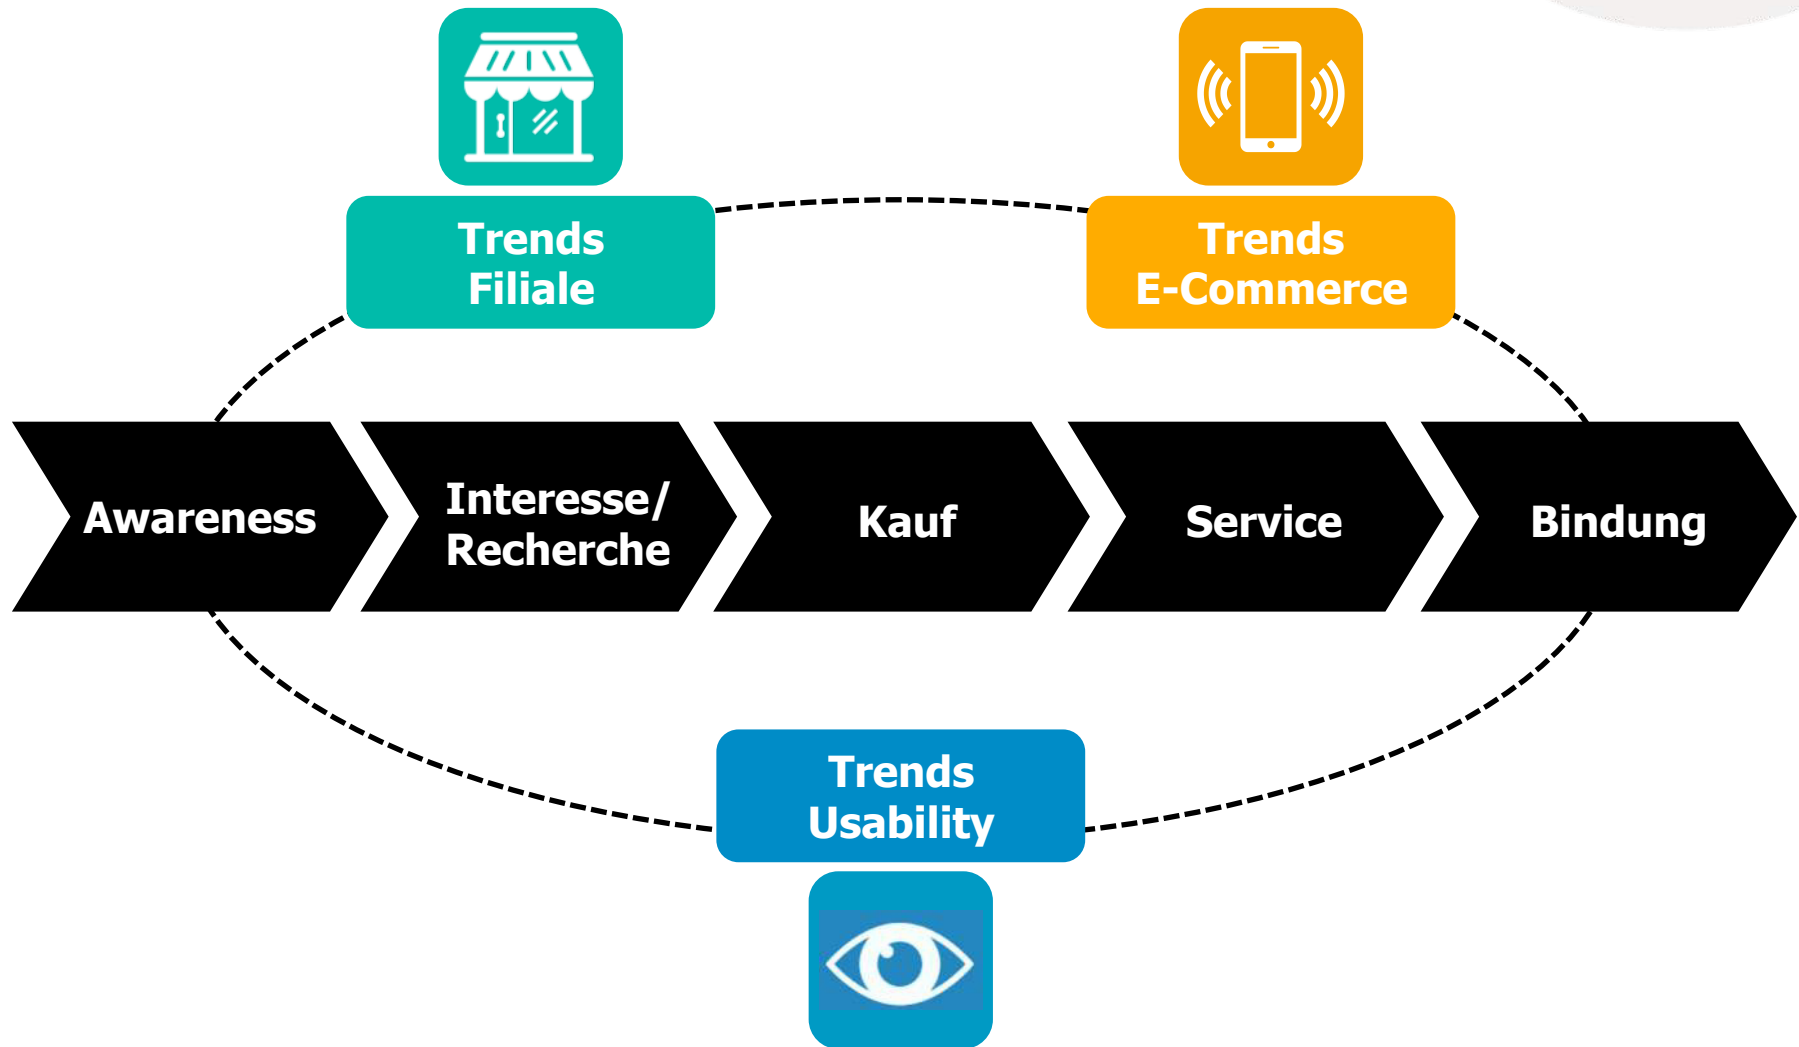 Trends
Filiale
Trends
E-Commerce
Awareness
Interesse/
Recherche
Kauf
Service
Bindung
Trends
Usability